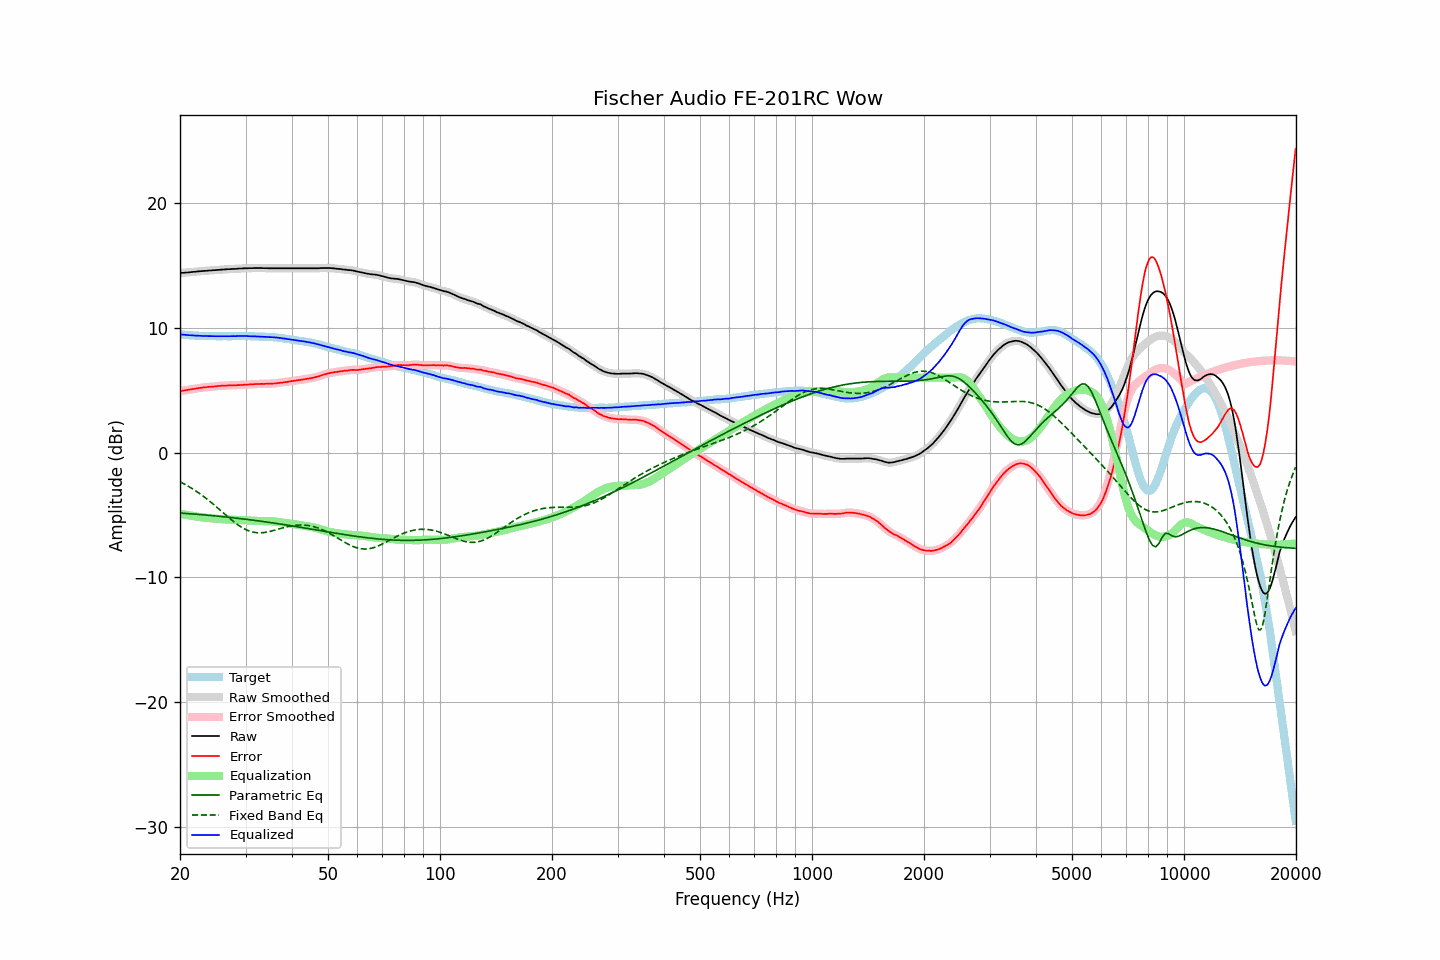 Fischer Audio FE-201RC Wow
Amplitude (dBr)
20
10
0
−10
−20
−30
Target
Raw Smoothed
Error Smoothed
Raw
Error
Equalization
Parametric Eq
Fixed Band Eq
Equalized
20 50 100 200 500 1000 2000 5000 10000 20000
Frequency (Hz)